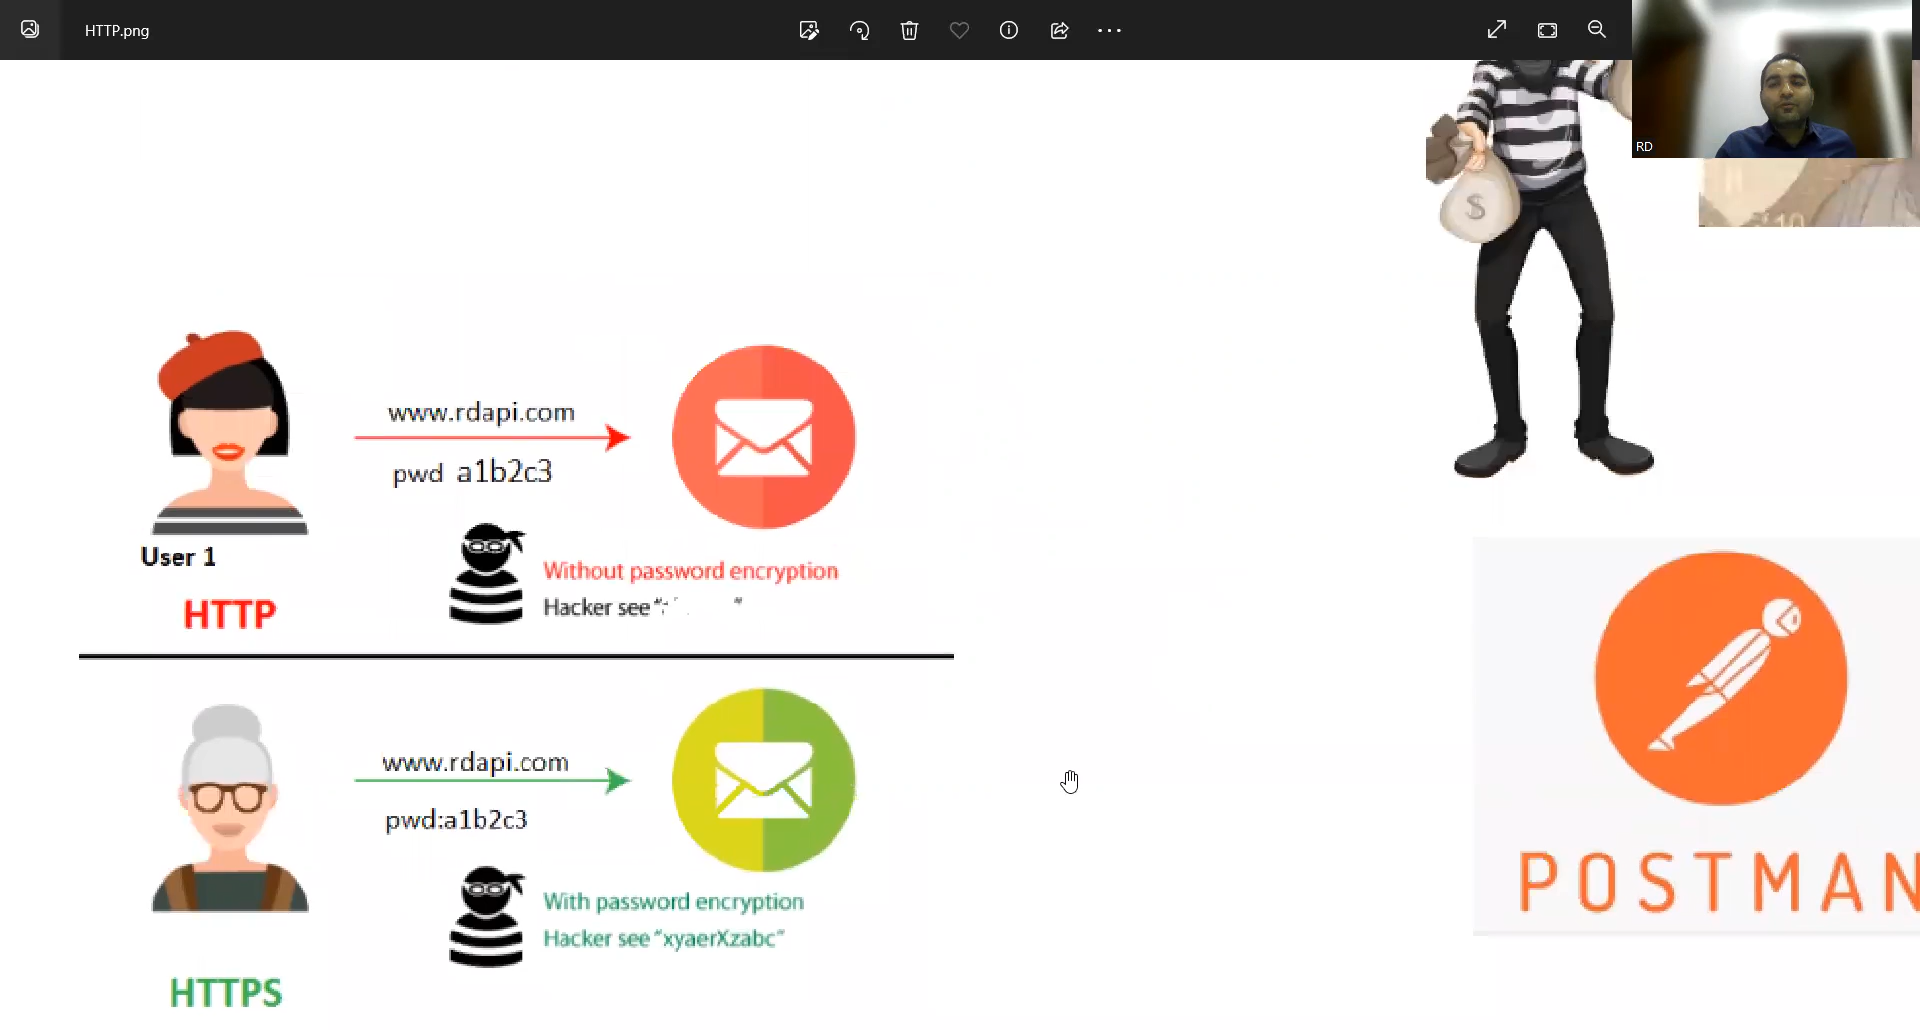 HTTP.png
RD
$
10
www.rdapi.com
pwd a1b2c3
User 1
Without password encryption
Hacker see “ ”
HTTP
www.rdapi.com
pwd:a1b2c3
With password encryption
Hacker see “xyaerXzabc”
HTTPS
POSTMAN